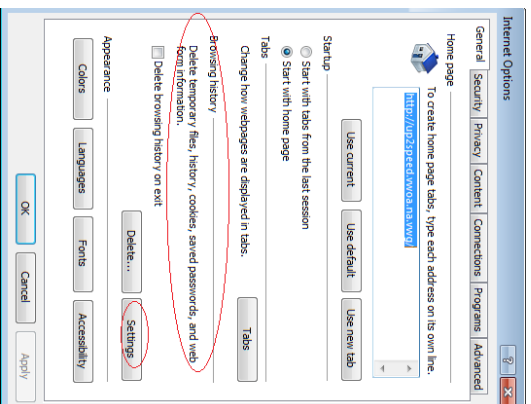 Internet Options
General Security Privacy Content Connections Programs Advanced
Home page
To create home page tabs, type each address on its own line.
http://up2speed.vwoa.na.vwg/
Use current Use default Use new tab
Startup
Start with tabs from the last session
Start with home page
Tabs
Change how webpages are displayed in tabs.
Tabs
Browsing history
Delete temporary files, history, cookies, saved passwords, and web
form information.
Delete browsing history on exit
Delete... Settings
Appearance
Colors Languages Fonts Accessibility
OK Cancel Apply